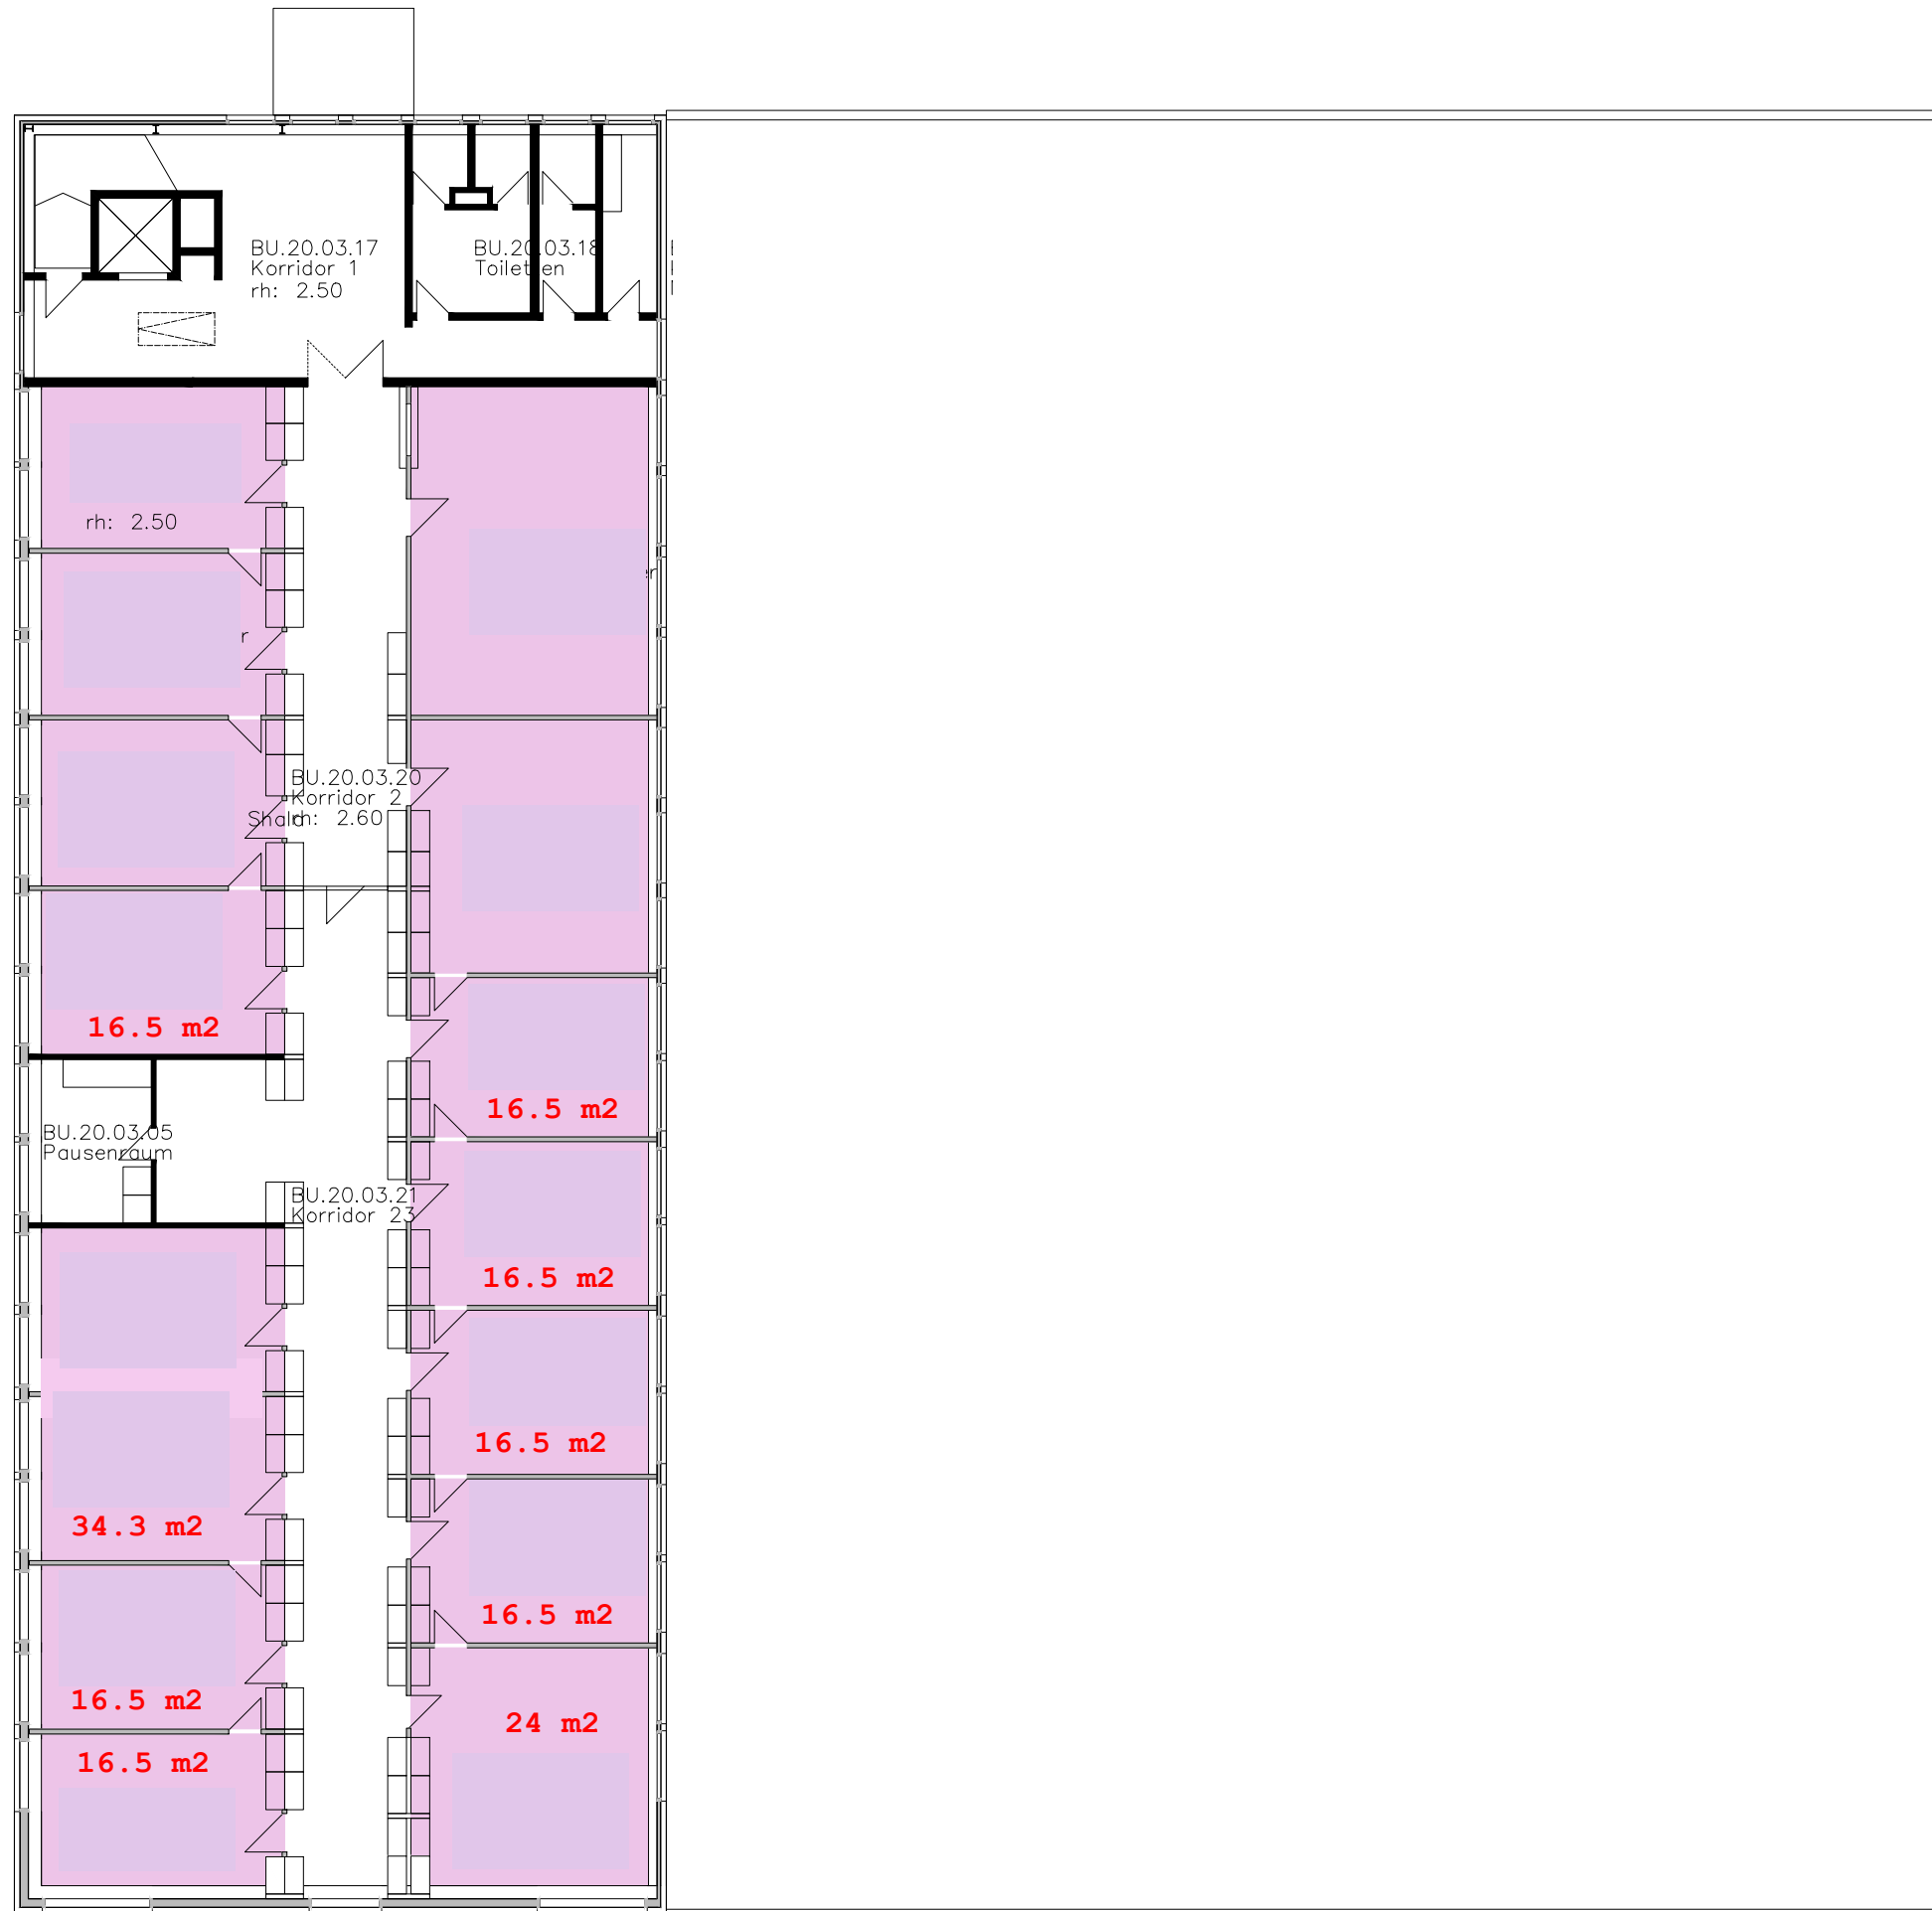 BU.20.03.17
Korridor 1
rh: 2.50
BU.20.03.18
Toiletten
rh: 2.50
BU.20.03.20
Korridor 2
rh: 2.60
16.5 m2
16.5 m2
BU.20.03.05
Pausenraum
BU.20.03.21
Korridor 23
16.5 m2
16.5 m2
34.3 m2
16.5 m2
16.5 m2
24 m2
16.5 m2